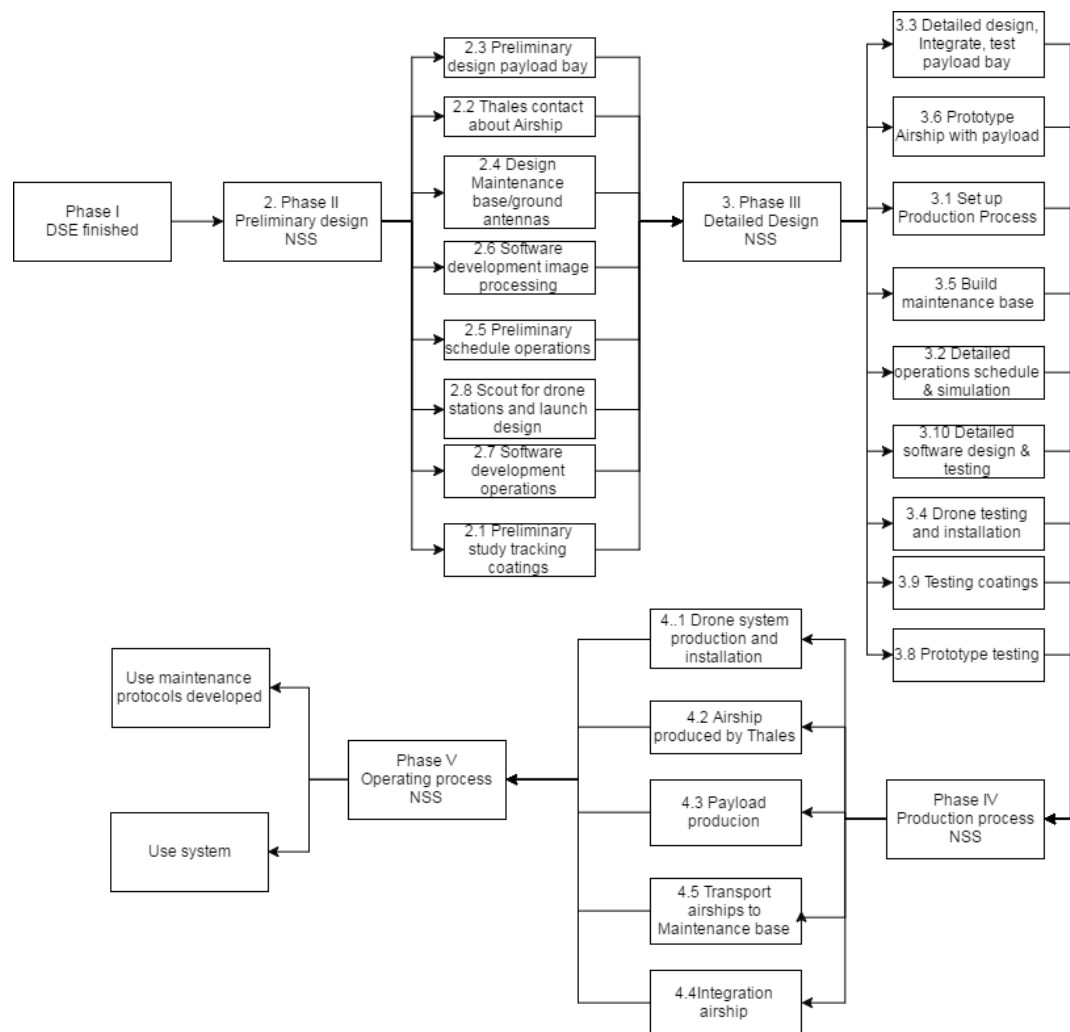 Phase I
DSE finished
2. Phase II
Preliminary design
NSS
2.3 Preliminary
design payload bay
2.2 Thales contact
about Airship
2.4 Design
Maintenance
base/ground
antennas
2.6 Software
development image
processing
2.5 Preliminary
schedule operations
2.8 Scout for drone
stations and launch
design
2.7 Software
development
operations
2.1 Preliminary
study tracking
coatings
3. Phase III
Detailed Design
NSS
3.3 Detailed design,
Integrate, test
payload bay
3.6 Prototype
Airship with payload
3.1 Set up
Production Process
3.5 Build
maintenance base
3.2 Detailed
operations schedule
& simulation
3.10 Detailed
software design &
testing
3.4 Drone testing
and installation
3.9 Testing coatings
3.8 Prototype testing
Phase IV
Production process
NSS
4..1 Drone system
production and
installation
4.2 Airship
produced by Thales
4.3 Payload
producion
4.5 Transport
airships to
Maintenance base
4.4Integration
airship
Phase V
Operating process
NSS
Use maintenance
protocols developed
Use system